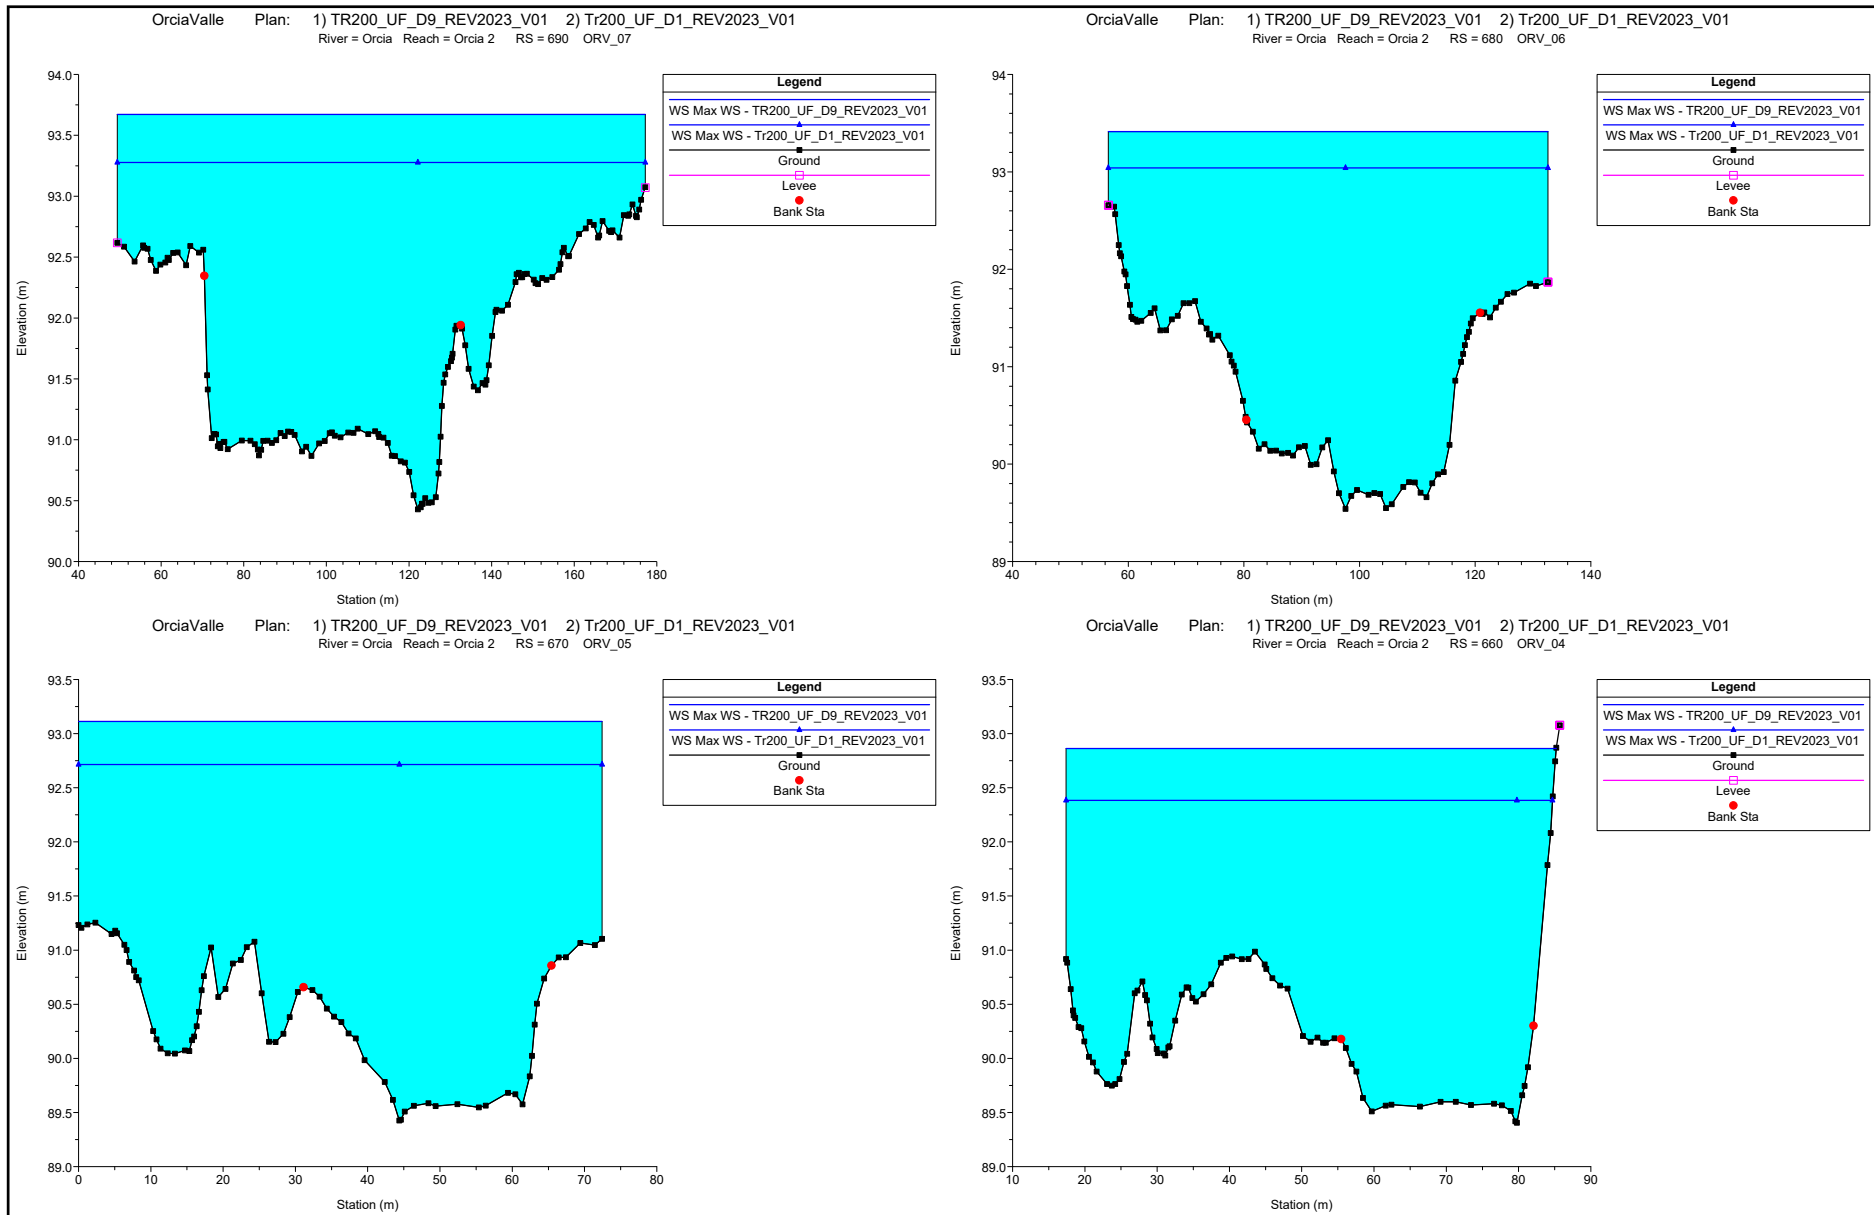 OrciaValle Plan: 1) TR200_UF_D9_REV2023_V01 2) Tr200_UF_D1_REV2023_V01
River = Orcia Reach = Orcia 2 RS = 690 ORV_07
94.0
93.5
93.0
92.5
92.0
91.5
91.0
90.5
90.0
Elevation (m)
40 60 80 100 120 140 160 180
Station (m)
Legend
WS Max WS - TR200_UF_D9_REV2023_V01
WS Max WS - Tr200_UF_D1_REV2023_V01
Ground
Levee
Bank Sta
OrciaValle Plan: 1) TR200_UF_D9_REV2023_V01 2) Tr200_UF_D1_REV2023_V01
River = Orcia Reach = Orcia 2 RS = 680 ORV_06
94
93
92
91
90
89
Elevation (m)
40 60 80 100 120 140
Station (m)
Legend
WS Max WS - TR200_UF_D9_REV2023_V01
WS Max WS - Tr200_UF_D1_REV2023_V01
Ground
Levee
Bank Sta
OrciaValle Plan: 1) TR200_UF_D9_REV2023_V01 2) Tr200_UF_D1_REV2023_V01
River = Orcia Reach = Orcia 2 RS = 670 ORV_05
93.5
93.0
92.5
92.0
91.5
91.0
90.5
90.0
89.5
89.0
Elevation (m)
0 10 20 30 40 50 60 70 80
Station (m)
Legend
WS Max WS - TR200_UF_D9_REV2023_V01
WS Max WS - Tr200_UF_D1_REV2023_V01
Ground
Bank Sta
OrciaValle Plan: 1) TR200_UF_D9_REV2023_V01 2) Tr200_UF_D1_REV2023_V01
River = Orcia Reach = Orcia 2 RS = 660 ORV_04
93.5
93.0
92.5
92.0
91.5
91.0
90.5
90.0
89.5
89.0
Elevation (m)
10 20 30 40 50 60 70 80 90
Station (m)
Legend
WS Max WS - TR200_UF_D9_REV2023_V01
WS Max WS - Tr200_UF_D1_REV2023_V01
Ground
Levee
Bank Sta